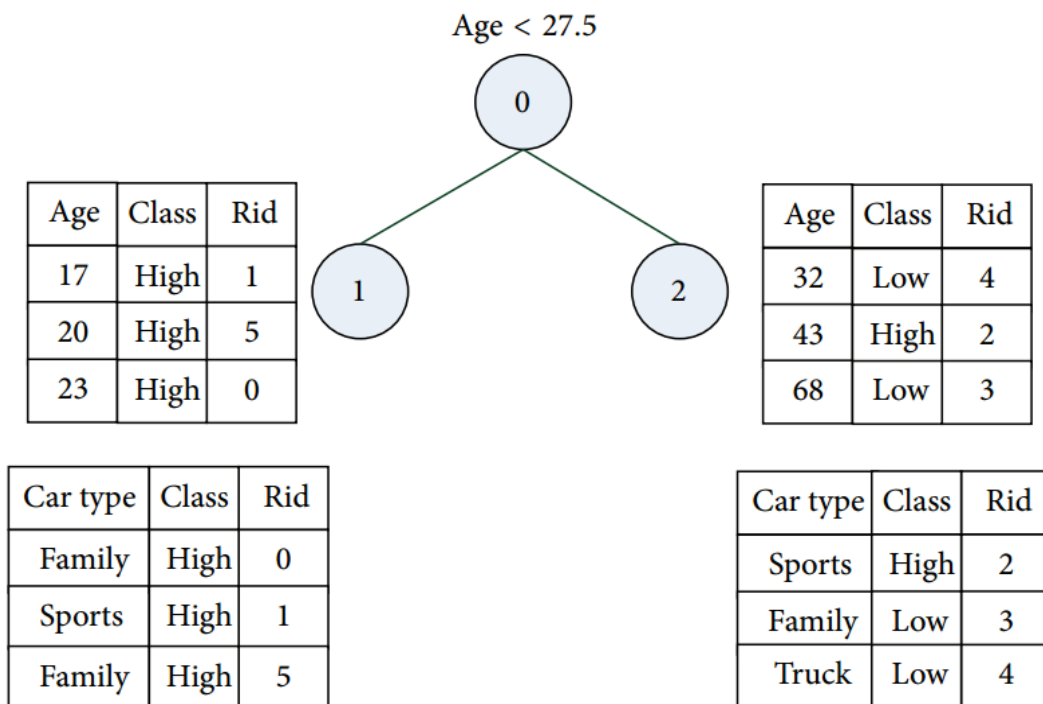 Age < 27.5
0
1
2
Age Class Rid
17 High 1
20 High 5
23 High 0
Age Class Rid
32 Low 4
43 High 2
68 Low 3
Car type Class Rid
Family High 0
Sports High 1
Family High 5
Car type Class Rid
Sports High 2
Family Low 3
Truck Low 4